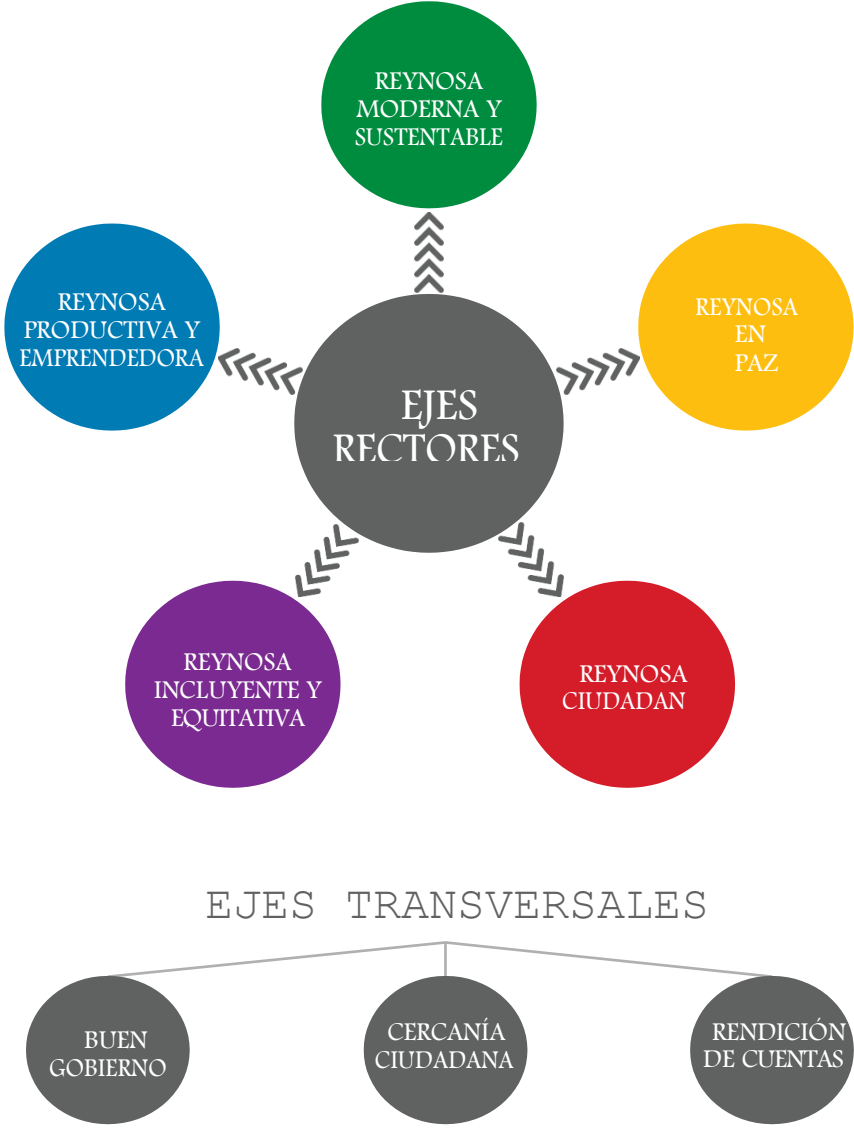 REYNOSA
MODERNA Y
SUSTENTABLE
REYNOSA
PRODUCTIVA Y
EMPRENDEDORA
REYNOSA
EN
PAZ
EJES
RECTORES
REYNOSA
INCLUYENTE Y
EQUITATIVA
REYNOSA
CIUDADAN
EJES TRANSVERSALES
BUEN
GOBIERNO
CERCANÍA
CIUDADANA
RENDICIÓN
DE CUENTAS